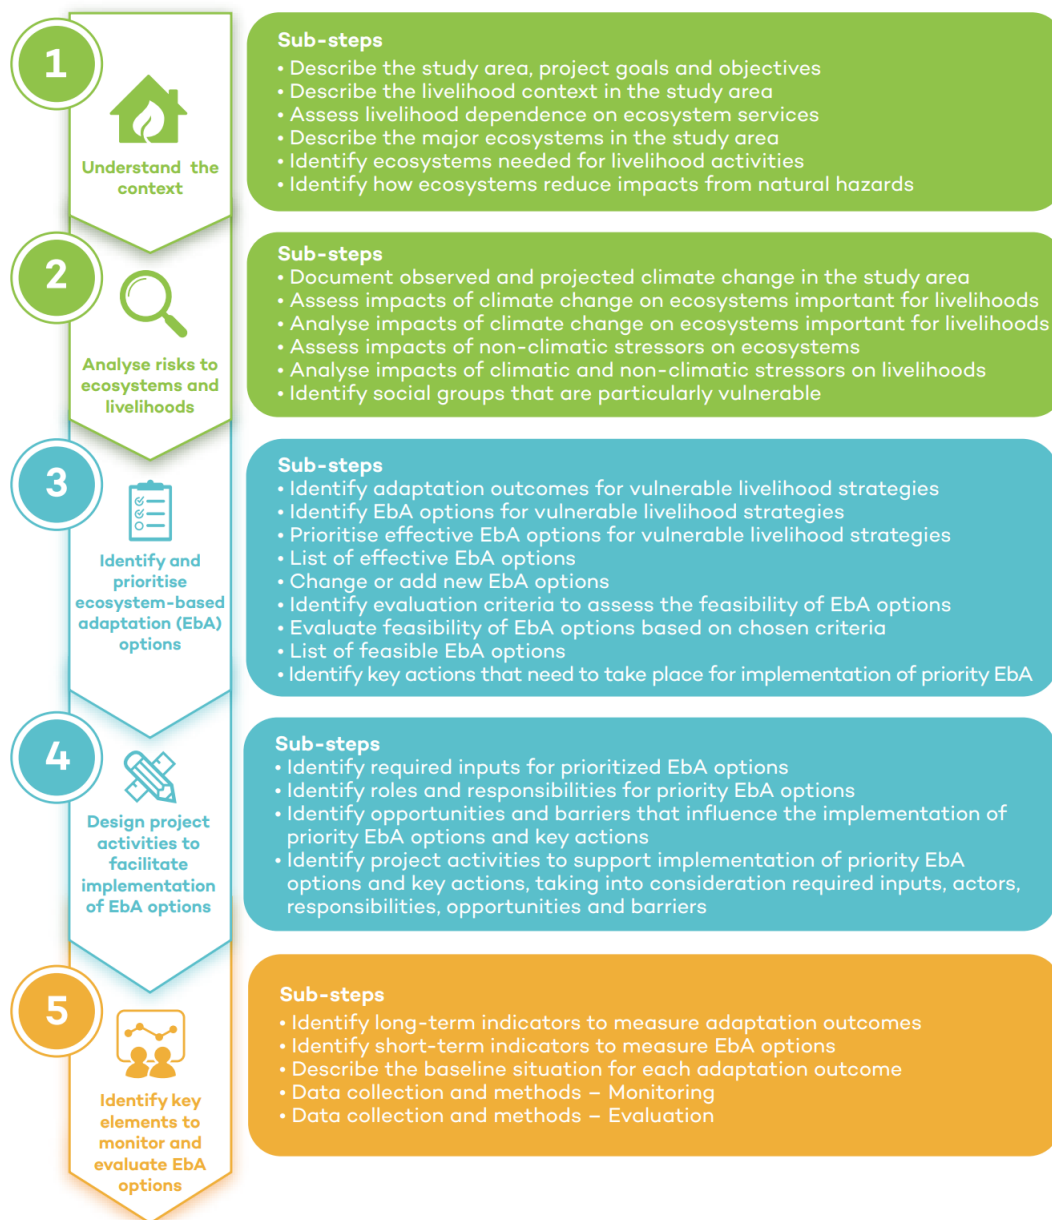 1
Understand the
context
Sub-steps
• Describe the study area, project goals and objectives
• Describe the livelihood context in the study area
• Assess livelihood dependence on ecosystem services
• Describe the major ecosystems in the study area
• Identify ecosystems needed for livelihood activities
• Identify how ecosystems reduce impacts from natural hazards
2
Analyse risks to
ecosystems and
livelihoods
Sub-steps
• Document observed and projected climate change in the study area
• Assess impacts of climate change on ecosystems important for livelihoods
• Analyse impacts of climate change on ecosystems important for livelihoods
• Assess impacts of non-climatic stressors on ecosystems
• Analyse impacts of climatic and non-climatic stressors on livelihoods
• Identify social groups that are particularly vulnerable
3
Identify and
prioritise
ecosystem-based
adaptation (EbA)
options
Sub-steps
• Identify adaptation outcomes for vulnerable livelihood strategies
• Identify EbA options for vulnerable livelihood strategies
• Prioritise effective EbA options for vulnerable livelihood strategies
• List of effective EbA options
• Change or add new EbA options
• Identify evaluation criteria to assess the feasibility of EbA options
• Evaluate feasibility of EbA options based on chosen criteria
• List of feasible EbA options
• Identify key actions that need to take place for implementation of priority EbA
4
Design project
activities to
facilitate
implementation
of EbA options
Sub-steps
• Identify required inputs for prioritized EbA options
• Identify roles and responsibilities for priority EbA options
• Identify opportunities and barriers that influence the implementation of
priority EbA options and key actions
• Identify project activities to support implementation of priority EbA
options and key actions, taking into consideration required inputs, actors,
responsibilities, opportunities and barriers
5
Identify key
elements to
monitor and
evaluate EbA
options
Sub-steps
• Identify long-term indicators to measure adaptation outcomes
• Identify short-term indicators to measure EbA options
• Describe the baseline situation for each adaptation outcome
• Data collection and methods – Monitoring
• Data collection and methods – Evaluation